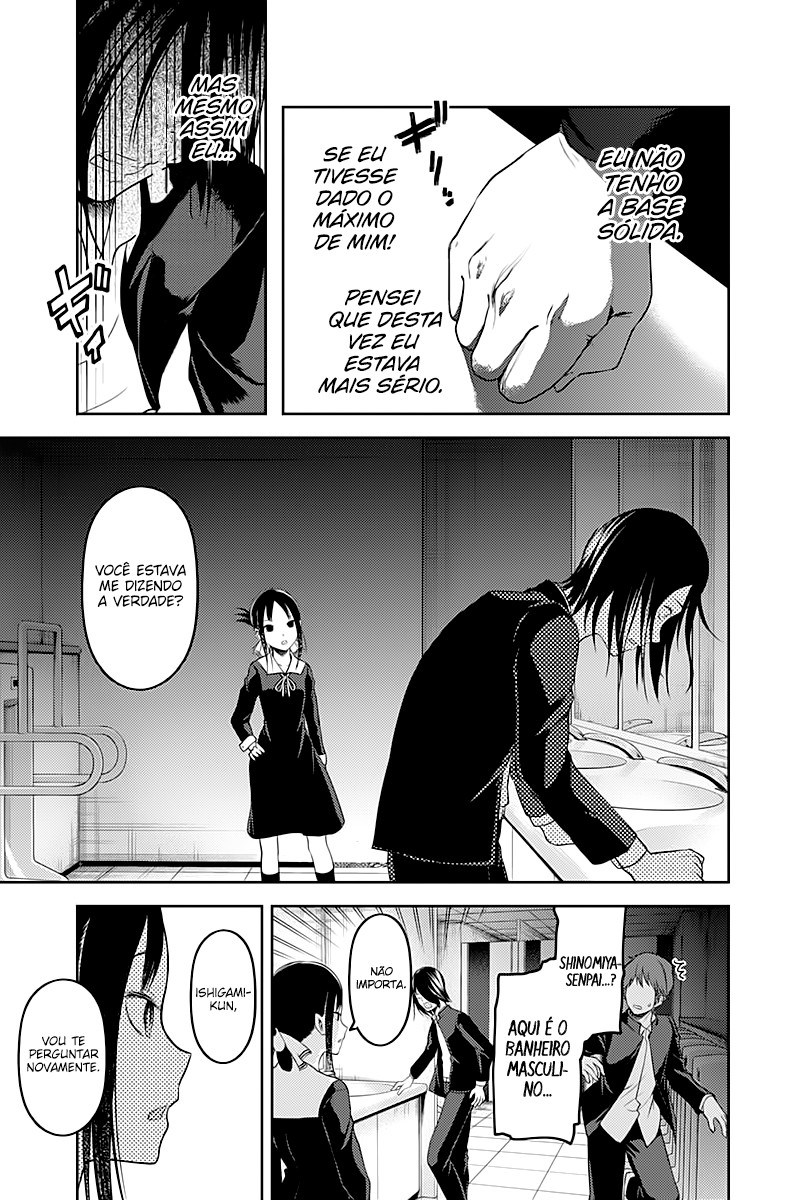 EU NÃO
TENHO
A BASE
SÓLIDA.
SE EU
TIVESSE
DADO O
MÁXIMO
DE MIM!
PENSEI
QUE DESTA
VEZ EU
ESTAVA
MAIS SÉRIO.
MAS
MESMO
ASSIM
EU...
VOCÊ ESTAVA
ME DIZENDO
A VERDADE?
SHINOMIYA-
SENPAI...?
AQUI É O
BANHEIRO
MASCULI-
NO...
NÃO
IMPORTA.
ISHIGAMI-
KUN,
VOU TE
PERGUNTAR
NOVAMENTE.